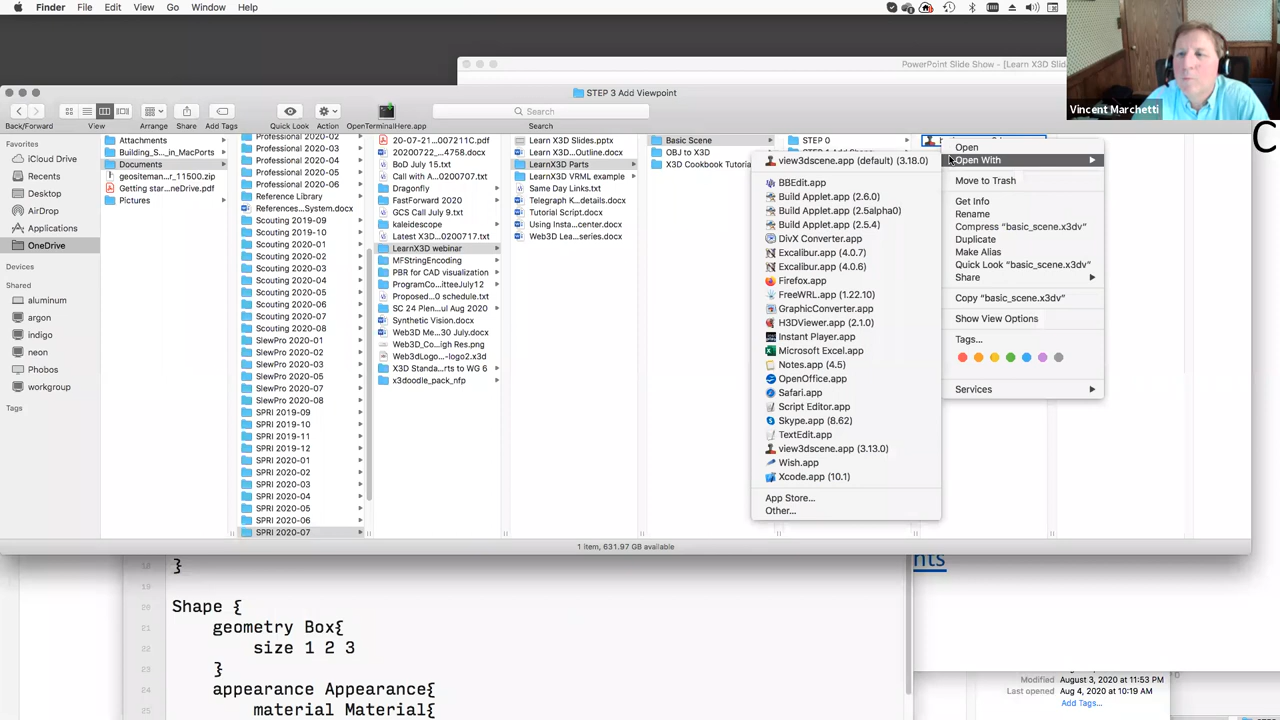 Finder File Edit View Go Window Help
PowerPoint Slide Show - [Learn X3D Slid
Vincent Marchetti
STEP 3 Add Viewpoint
Search
Back/Forward View Arrange Share Add Tags Quick Look Action OpenTerminalHere.app Search
Favorites
iCloud Drive
Recents
Desktop
AirDrop
Applications
OneDrive
Devices
Shared
aluminum
argon
indigo
neon
Phobos
workgroup
Tags
Attachments
Building_S...in_MacPorts
Documents
geositeman...r_11500.zip
Getting star...neDrive.pdf
Pictures
Professional 2020-02
Professional 2020-03
Professional 2020-04
Professional 2020-05
Professional 2020-06
Reference Library
References...System.docx
Scouting 2019-09
Scouting 2019-10
Scouting 2020-01
Scouting 2020-02
Scouting 2020-03
Scouting 2020-04
Scouting 2020-05
Scouting 2020-06
Scouting 2020-07
Scouting 2020-08
SlewPro 2020-01
SlewPro 2020-02
SlewPro 2020-03
SlewPro 2020-05
SlewPro 2020-07
SlewPro 2020-08
SPRI 2019-09
SPRI 2019-10
SPRI 2019-11
SPRI 2019-12
SPRI 2020-01
SPRI 2020-02
SPRI 2020-03
SPRI 2020-04
SPRI 2020-05
SPRI 2020-06
SPRI 2020-07
20-07-21...0072110C.pdf
20200722...4758.docx
BoD July 15.txt
Call with A...0200707.txt
Dragonfly
FastForward 2020
GCS Call July 9.txt
kaleidescope
Latest X3D...0200717.txt
LearnX3D webinar
MFStringEncoding
PBR for CAD visualization
ProgramCo...itteeJuly12
Proposed...0 schedule.txt
SC 24 Plen...ul Aug 2020
Synthetic Vision.docx
Web3D Me...30 July.docx
Web3D_Co...igh Res.png
Web3dLogo...-logo2.x3d
X3D Standa...rts to WG 6
x3doodle_pack_nfp
Learn X3D Slides.pptx
Learn X3D...Outline.docx
LearnX3D Parts
LearnX3D VRML example
Same Day Links.txt
Telegraph K...details.docx
Tutorial Script.docx
Using Insta...center.docx
Web3D Lea...series.docx
Basic Scene
OBJ to X3D
X3D Cookbook Tutoria
STEP 0
view3dscene.app (default) (3.18.0)
BBEdit.app
Build Applet.app (2.6.0)
Build Applet.app (2.5alpha0)
Build Applet.app (2.5.4)
DivX Converter.app
Excalibur.app (4.0.7)
Excalibur.app (4.0.6)
Firefox.app
FreeWRL.app (1.22.10)
GraphicConverter.app
H3DViewer.app (2.1.0)
Instant Player.app
Microsoft Excel.app
Notes.app (4.5)
OpenOffice.app
Safari.app
Script Editor.app
Skype.app (8.62)
TextEdit.app
view3dscene.app (3.13.0)
Wish.app
Xcode.app (10.1)
App Store...
Other...
Open
Open With
Move to Trash
Get Info
Rename
Compress “basic_scene.x3dv”
Duplicate
Make Alias
Quick Look “basic_scene.x3dv”
Share
Copy “basic_scene.x3dv”
Show View Options
Tags...
Services
C
1 item, 631.97 GB available
18 }
19
20 Shape {
21 geometry Box{
22 size 1 2 3
23 }
24 appearance Appearance{
25 material Material{
nts
Modified August 3, 2020 at 11:53 PM
Last opened Aug 4, 2020 at 10:19 AM
Add Tags...